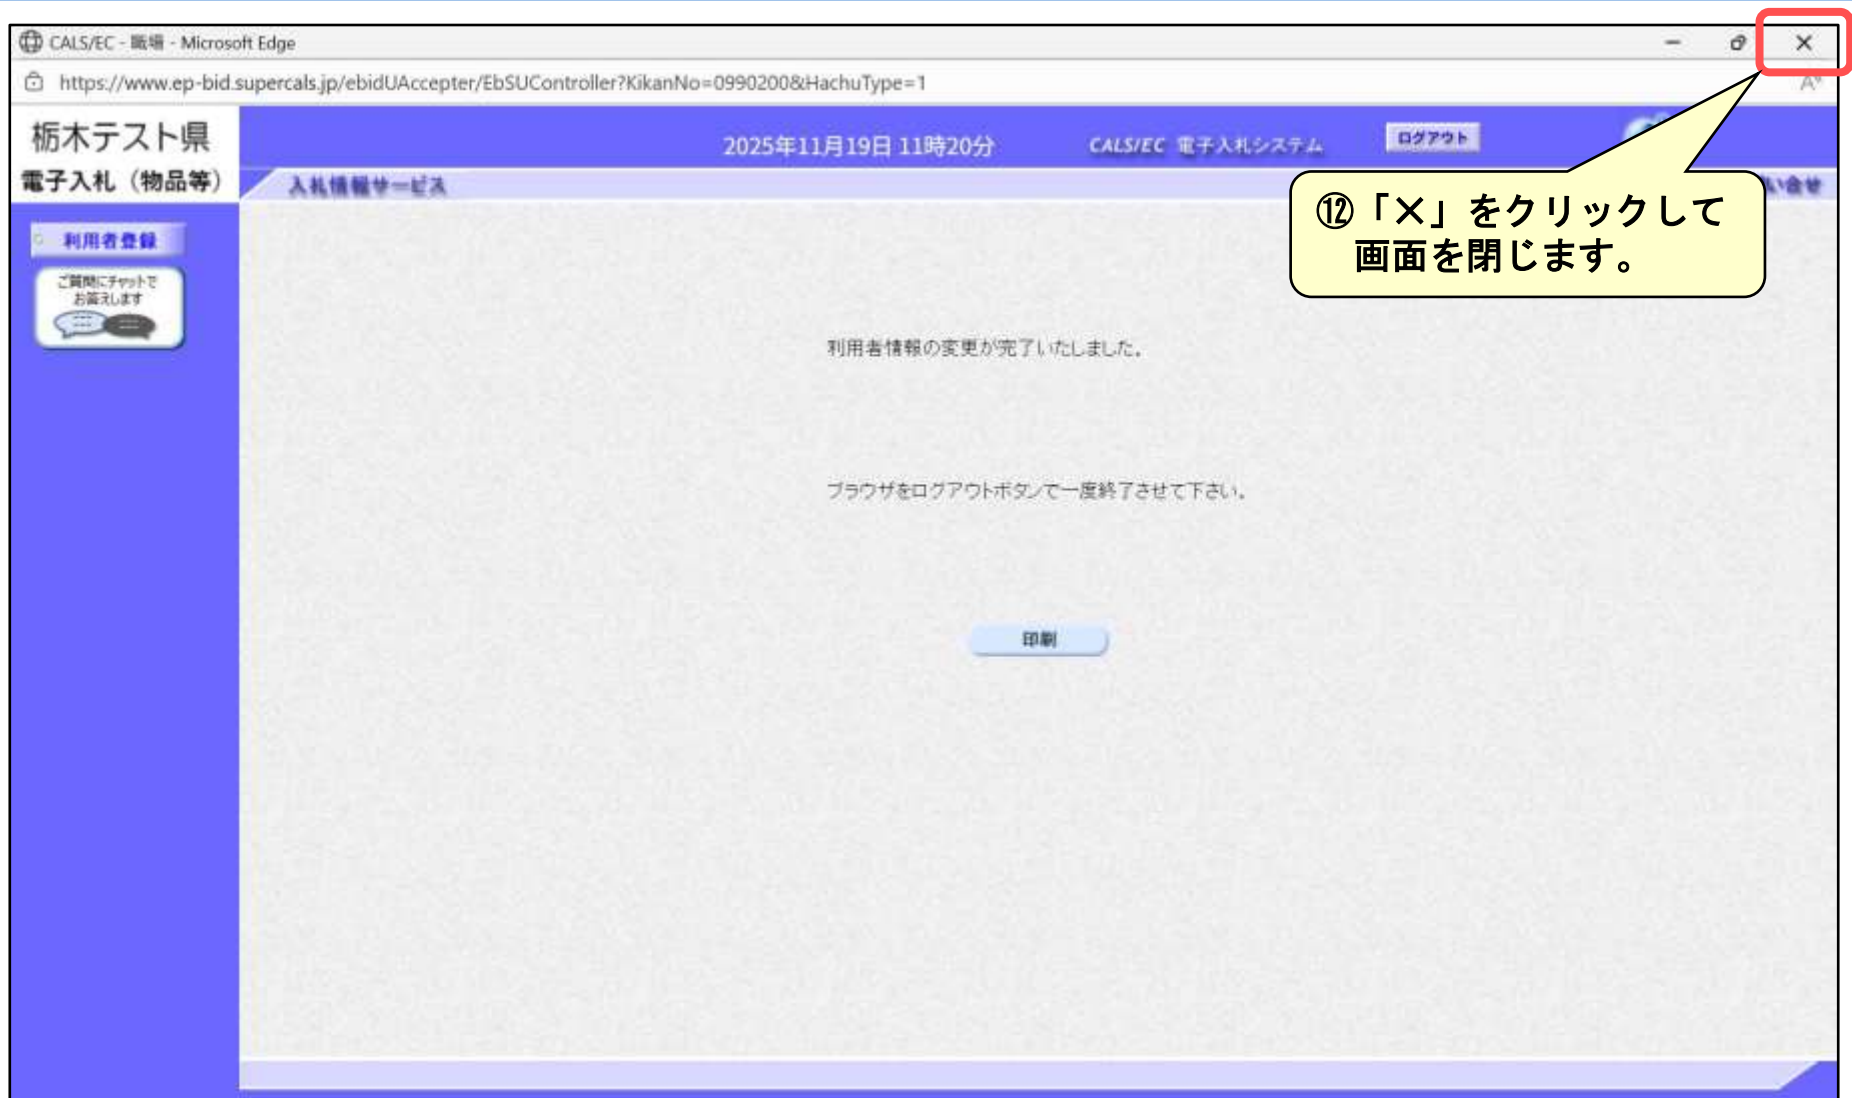 CALS/EC - 職場 - Microsoft Edge
https://www.ep-bid.supercals.jp/ebidUAccepter/EbSUController?KikanNo=0990200&HachuType=1
栃木テスト県
電子入札（物品等）
2025年11月19日 11時20分
CALS/EC 電子入札システム
ログアウト
入札情報サービス
い合せ
⑫「×」をクリックして
画面を閉じます。
利用者登録
ご質問にチャットで
お答えします
利用者情報の変更が完了いたしました。
ブラウザをログアウトボタンで一度終了させて下さい。
印刷